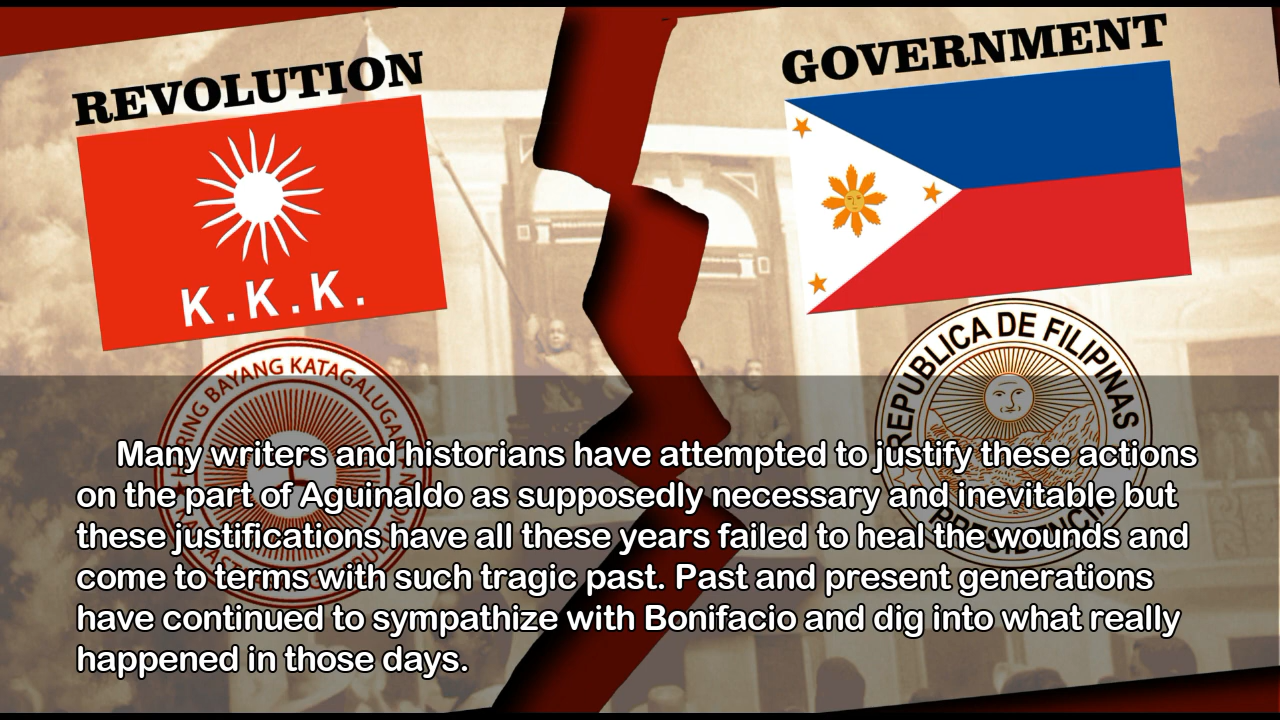 REVOLUTION
GOVERNMENT
K.K.K.
REPUBLICA DE FILIPINAS
BAYANG KATAGALUGAN
Many writers and historians have attempted to justify these actions
on the part of Aguinaldo as supposedly necessary and inevitable but
these justifications have all these years failed to heal the wounds and
come to terms with such tragic past. Past and present generations
have continued to sympathize with Bonifacio and dig into what really
happened in those days.